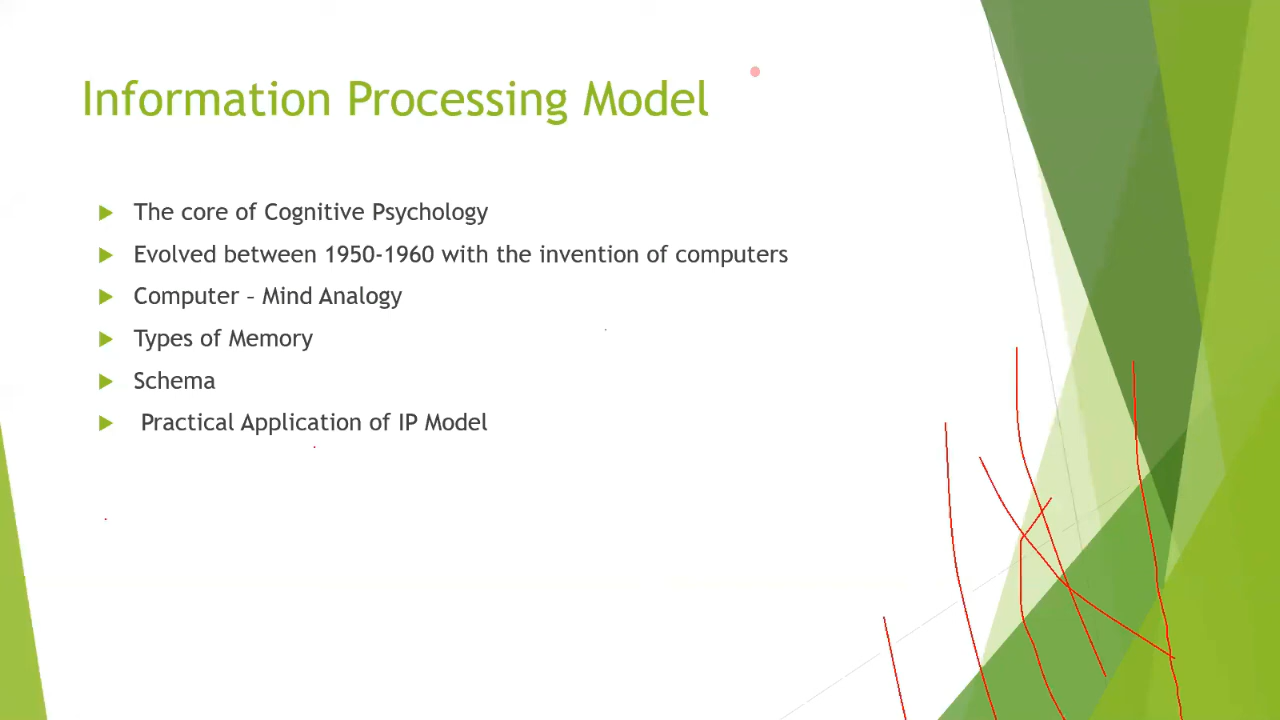 Information Processing Model
The core of Cognitive Psychology
Evolved between 1950-1960 with the invention of computers
Computer – Mind Analogy
Types of Memory
Schema
Practical Application of IP Model